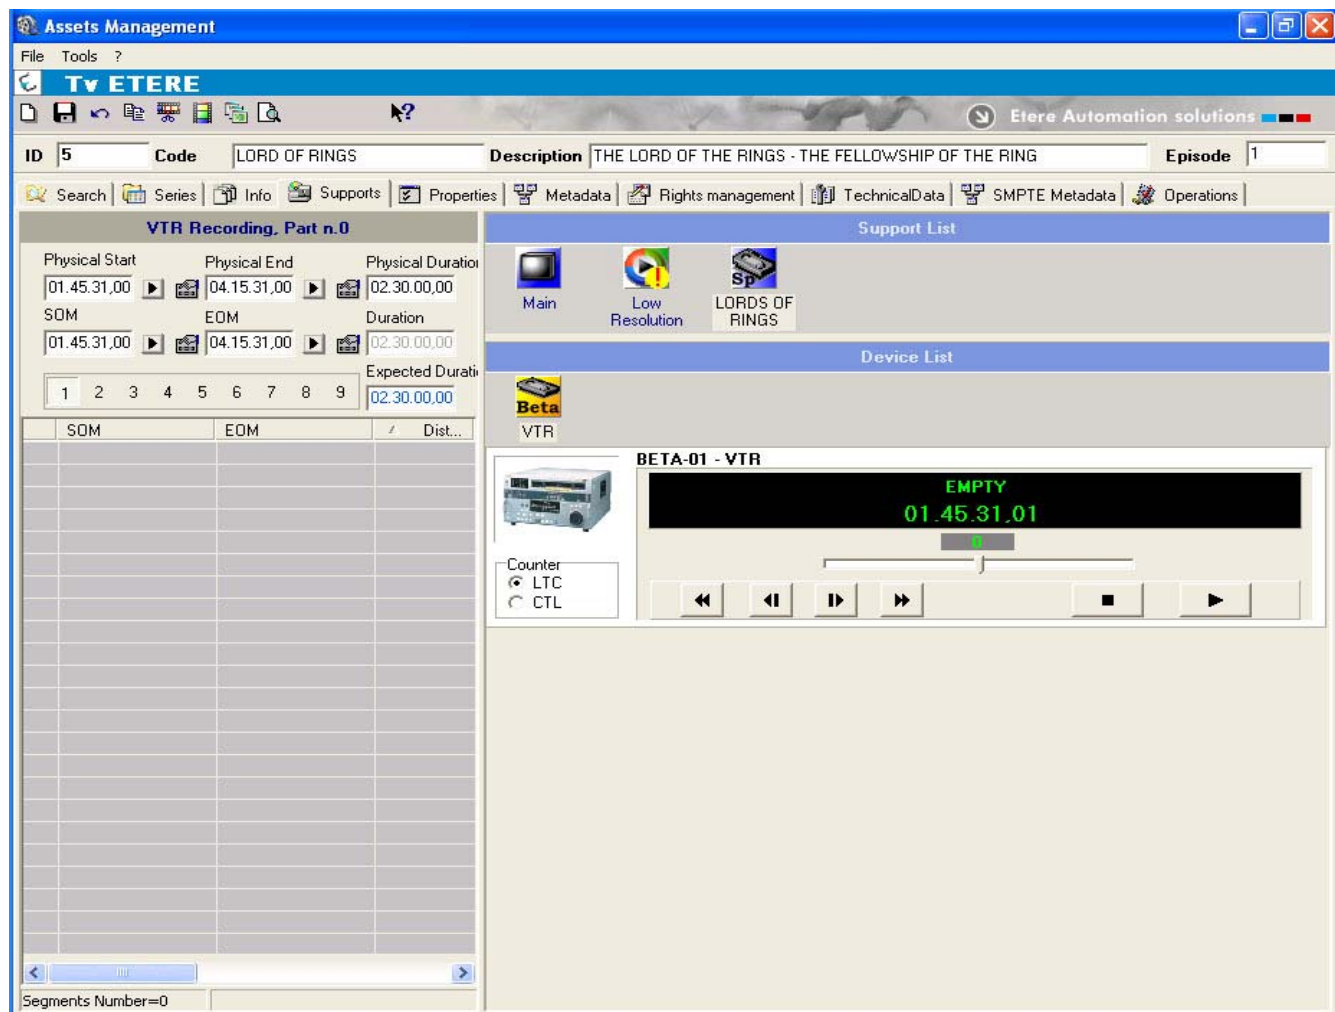 Assets Management
File Tools ?
Tv ETERE
Etere Automation solutions
ID 5 Code LORD OF RINGS Description THE LORD OF THE RINGS - THE FELLOWSHIP OF THE RING Episode 1
Search Series Info Supports Properties Metadata Rights management TechnicalData SMPTE Metadata Operations
VTR Recording, Part n.0
Physical Start Physical End Physical Duration
01.45.31,00 04.15.31,00 02.30.00,00
SOM EOM Duration
01.45.31,00 04.15.31,00 02.30.00,00
Expected Durati
1 2 3 4 5 6 7 8 9 02.30.00,00
SOM EOM Dist...
Segments Number=0
Support List
Sp
Main Low Resolution LORDS OF RINGS
Device List
Beta
VTR
BETA-01 - VTR
EMPTY
01.45.31,01
0
Counter
LTC
CTL